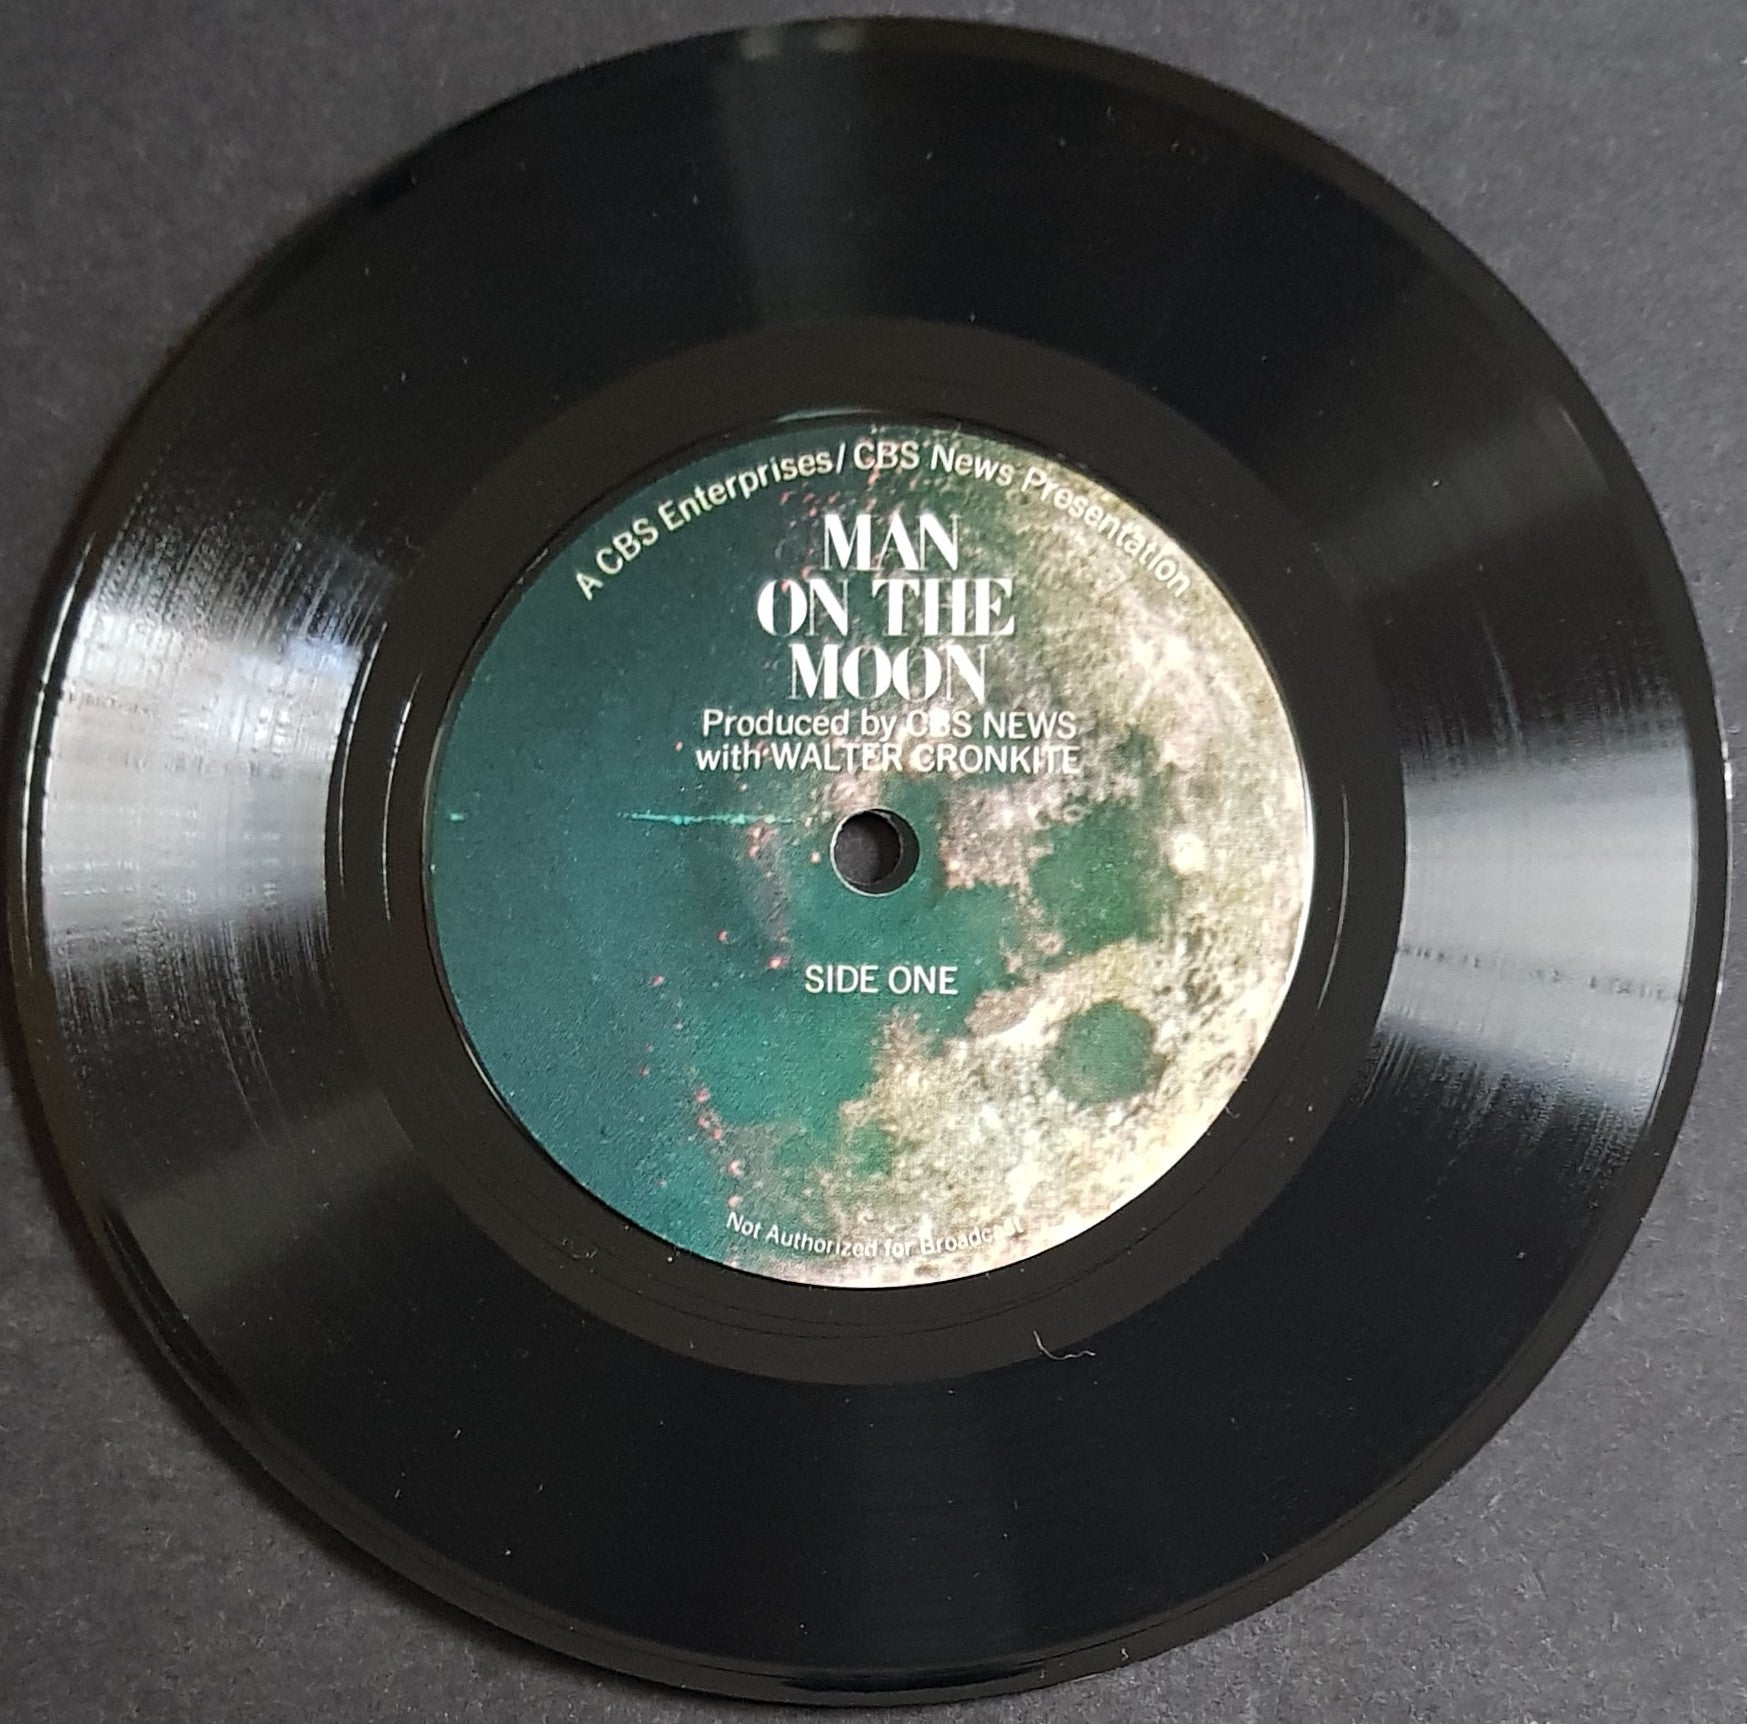 A CBS Enterprises/CBS News Presentation
MAN
ON THE
MOON
Produced by CBS NEWS
with WALTER CRONKITE
SIDE ONE
Not Authorized for Broadcast